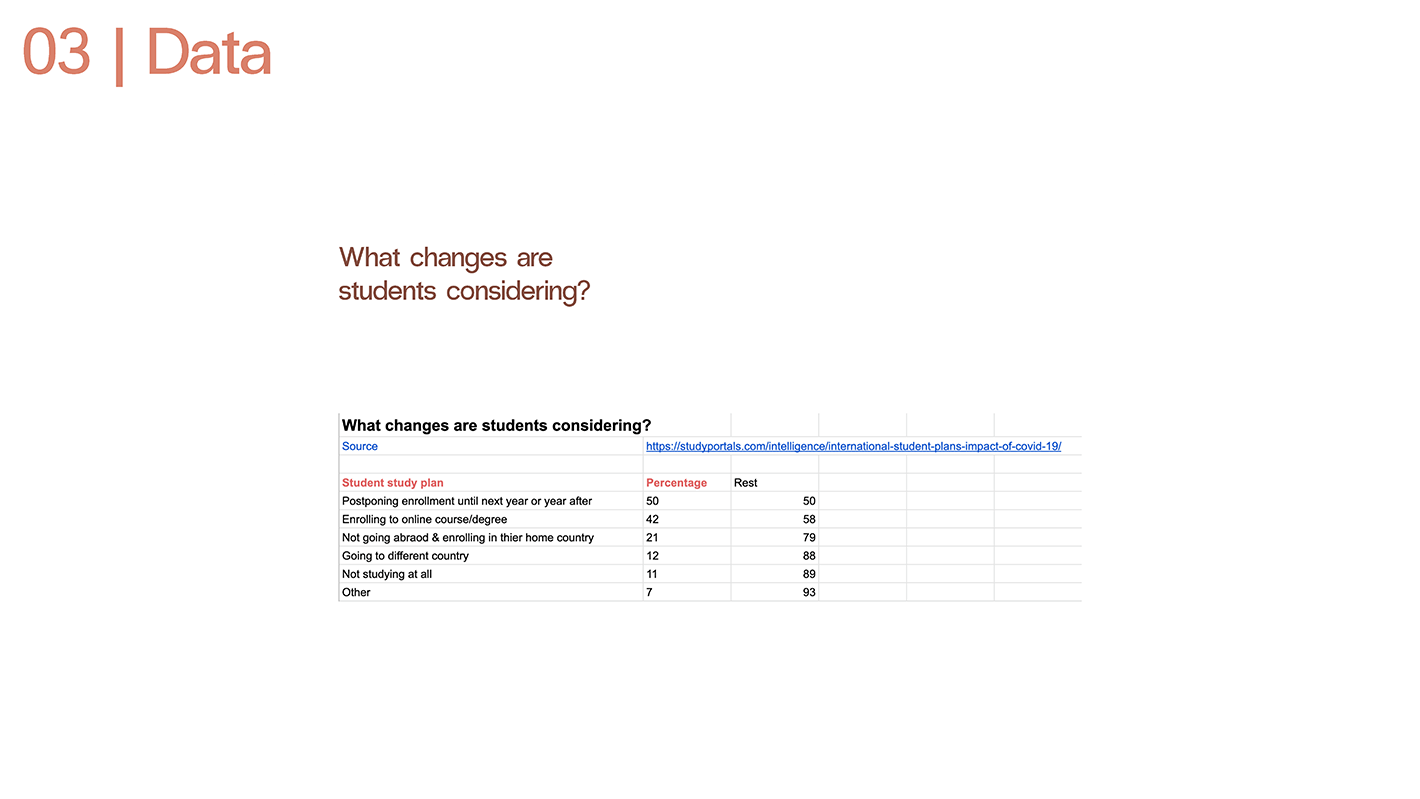 03 | Data
What changes are
students considering?
What changes are students considering?
Source https://studyportals.com/intelligence/international-student-plans-impact-of-covid-19/
Student study plan Percentage Rest
Postponing enrollment until next year or year after 50 50
Enrolling to online course/degree 42 58
Not going abraod & enrolling in thier home country 21 79
Going to different country 12 88
Not studying at all 11 89
Other 7 93